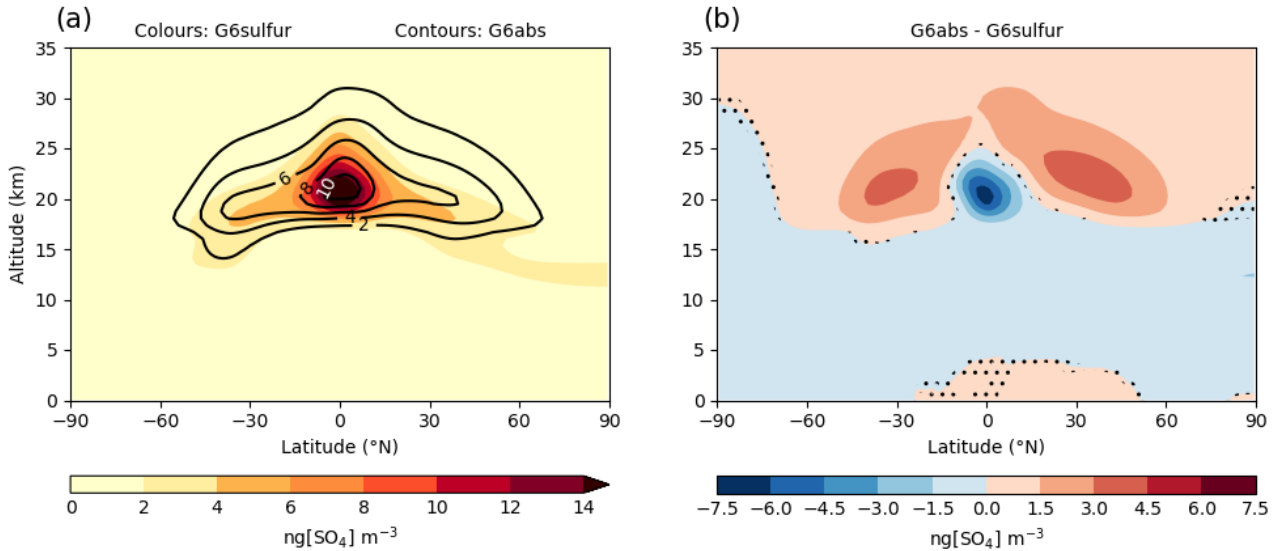 (a)
Colours: G6sulfur Contours: G6abs
35
30
25
20
15
10
5
0
Altitude (km)
6
8
10
4
2
−90 −60 −30 0 30 60 90
Latitude (°N)
0 2 4 6 8 10 12 14
ng[SO₄] m⁻³
(b)
G6abs - G6sulfur
35
30
25
20
15
10
5
0
−90 −60 −30 0 30 60 90
Latitude (°N)
−7.5 −6.0 −4.5 −3.0 −1.5 0.0 1.5 3.0 4.5 6.0 7.5
ng[SO₄] m⁻³